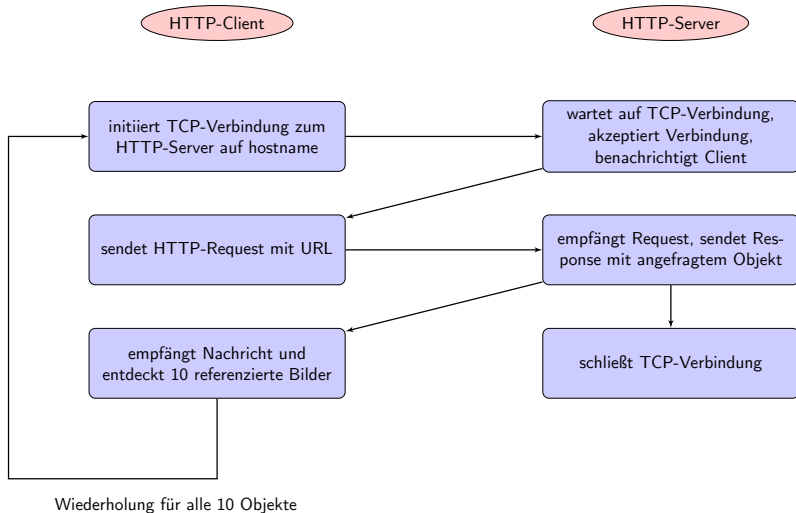 HTTP-Client
HTTP-Server
initiiert TCP-Verbindung zum
HTTP-Server auf hostname
wartet auf TCP-Verbindung,
akzeptiert Verbindung,
benachrichtigt Client
sendet HTTP-Request mit URL
empfängt Request, sendet Res-
ponse mit angefragtem Objekt
empfängt Nachricht und
entdeckt 10 referenzierte Bilder
schließt TCP-Verbindung
Wiederholung für alle 10 Objekte